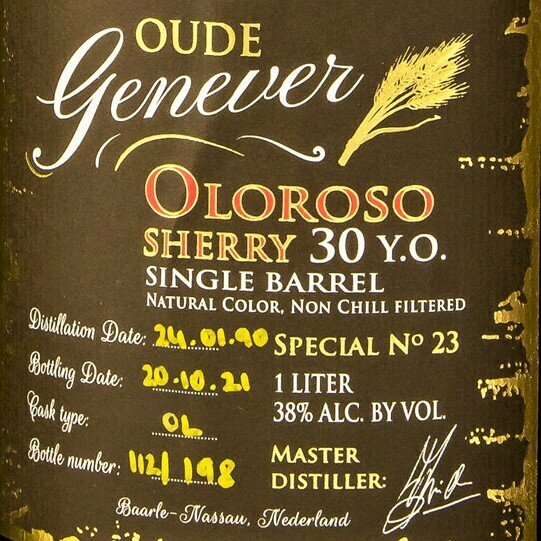 OUDE
Genever
OLOROSO
SHERRY 30 Y.O.
SINGLE BARREL
NATURAL COLOR, NON CHILL FILTERED
Distillation Date: 24.01.90
Bottling Date: 20.10.21
Cask type: OL
Bottle number: 112/198
SPECIAL Nº 23
1 LITER
38% ALC. BY VOL.
MASTER
DISTILLER:
Baarle-Nassau, Nederland